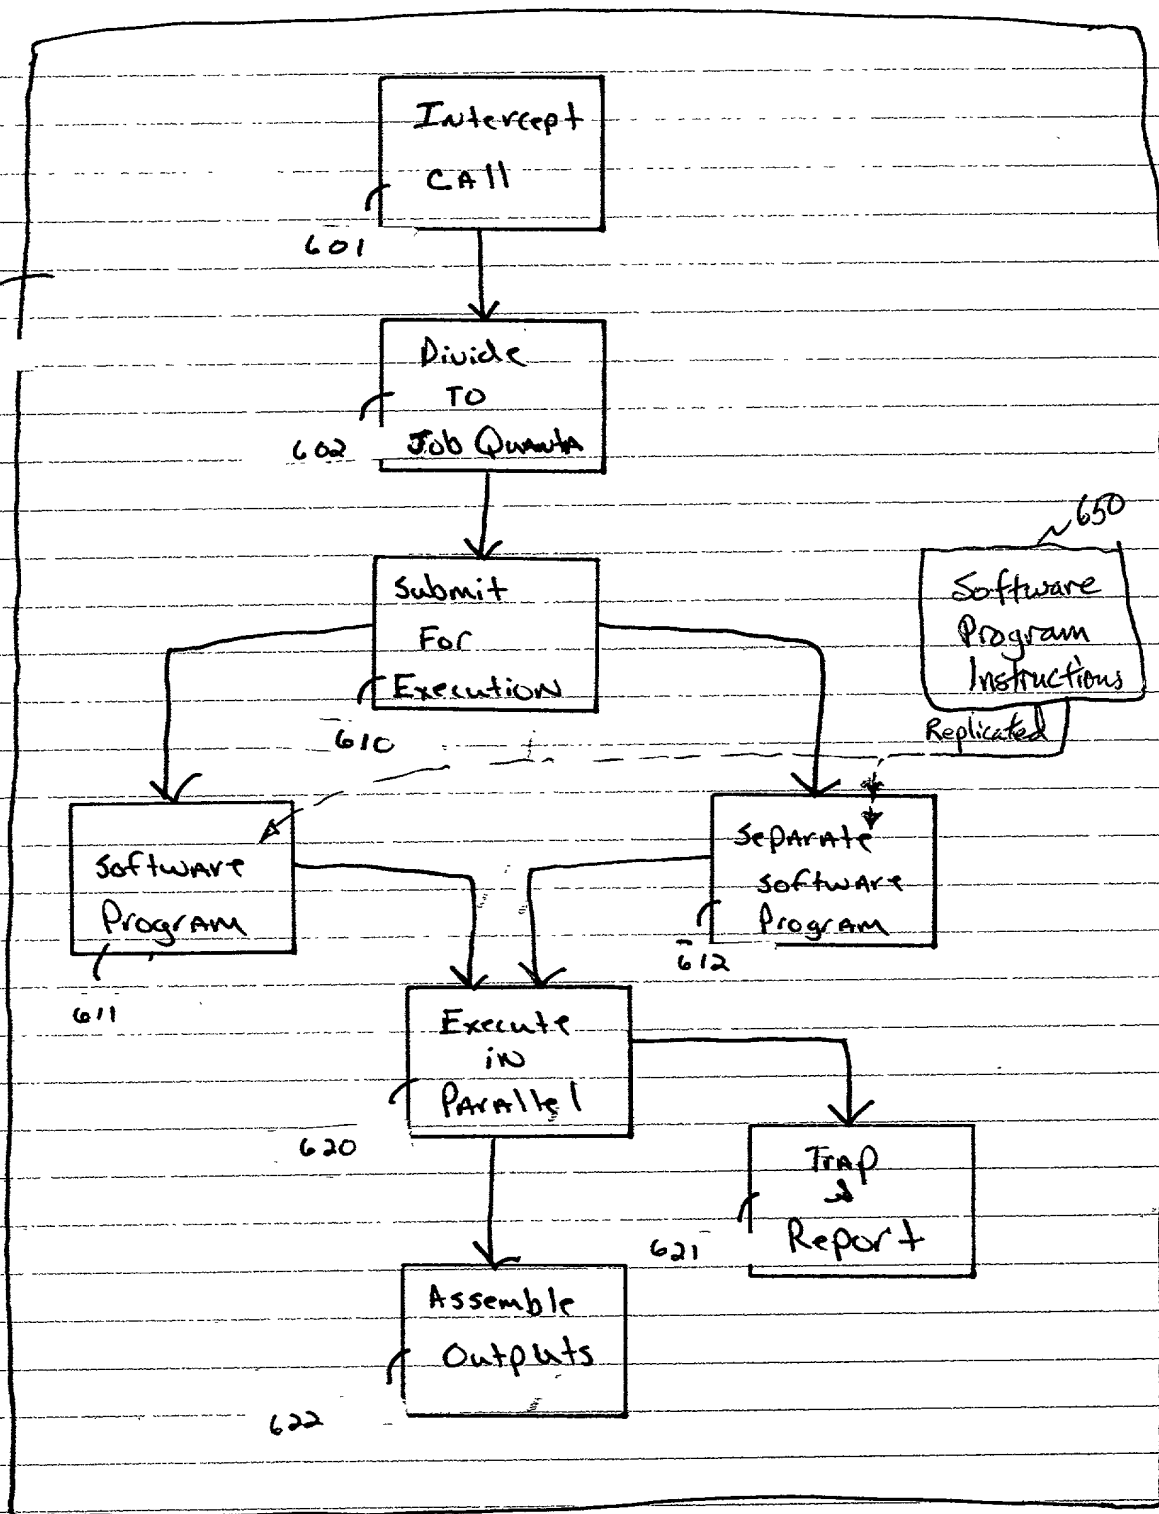 Intercept
CAll
601
Divide
TO
Job Quanta
602
650
Software
Program
Instructions
Submit
For
Execution
610
Replicated
Software
Program
611
Separate
Software
Program
612
Execute
in
Parallel
620
Trap
&
Report
621
Assemble
Outputs
622